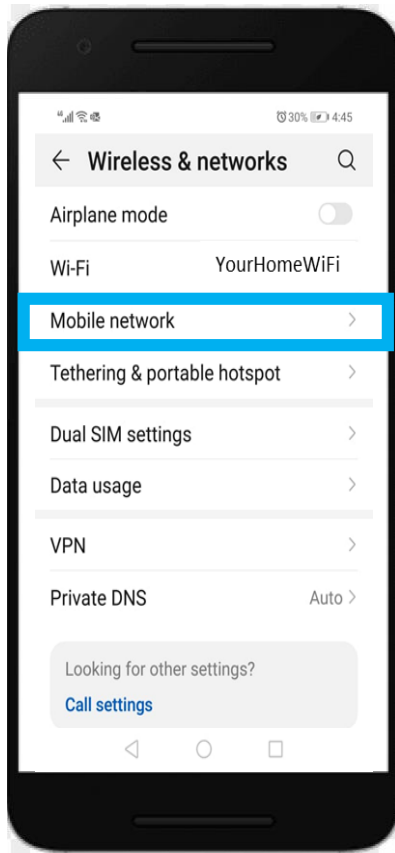 30% 4:45
Wireless & networks
Airplane mode
Wi-Fi YourHomeWiFi
Mobile network
Tethering & portable hotspot
Dual SIM settings
Data usage
VPN
Private DNS Auto
Looking for other settings?
Call settings